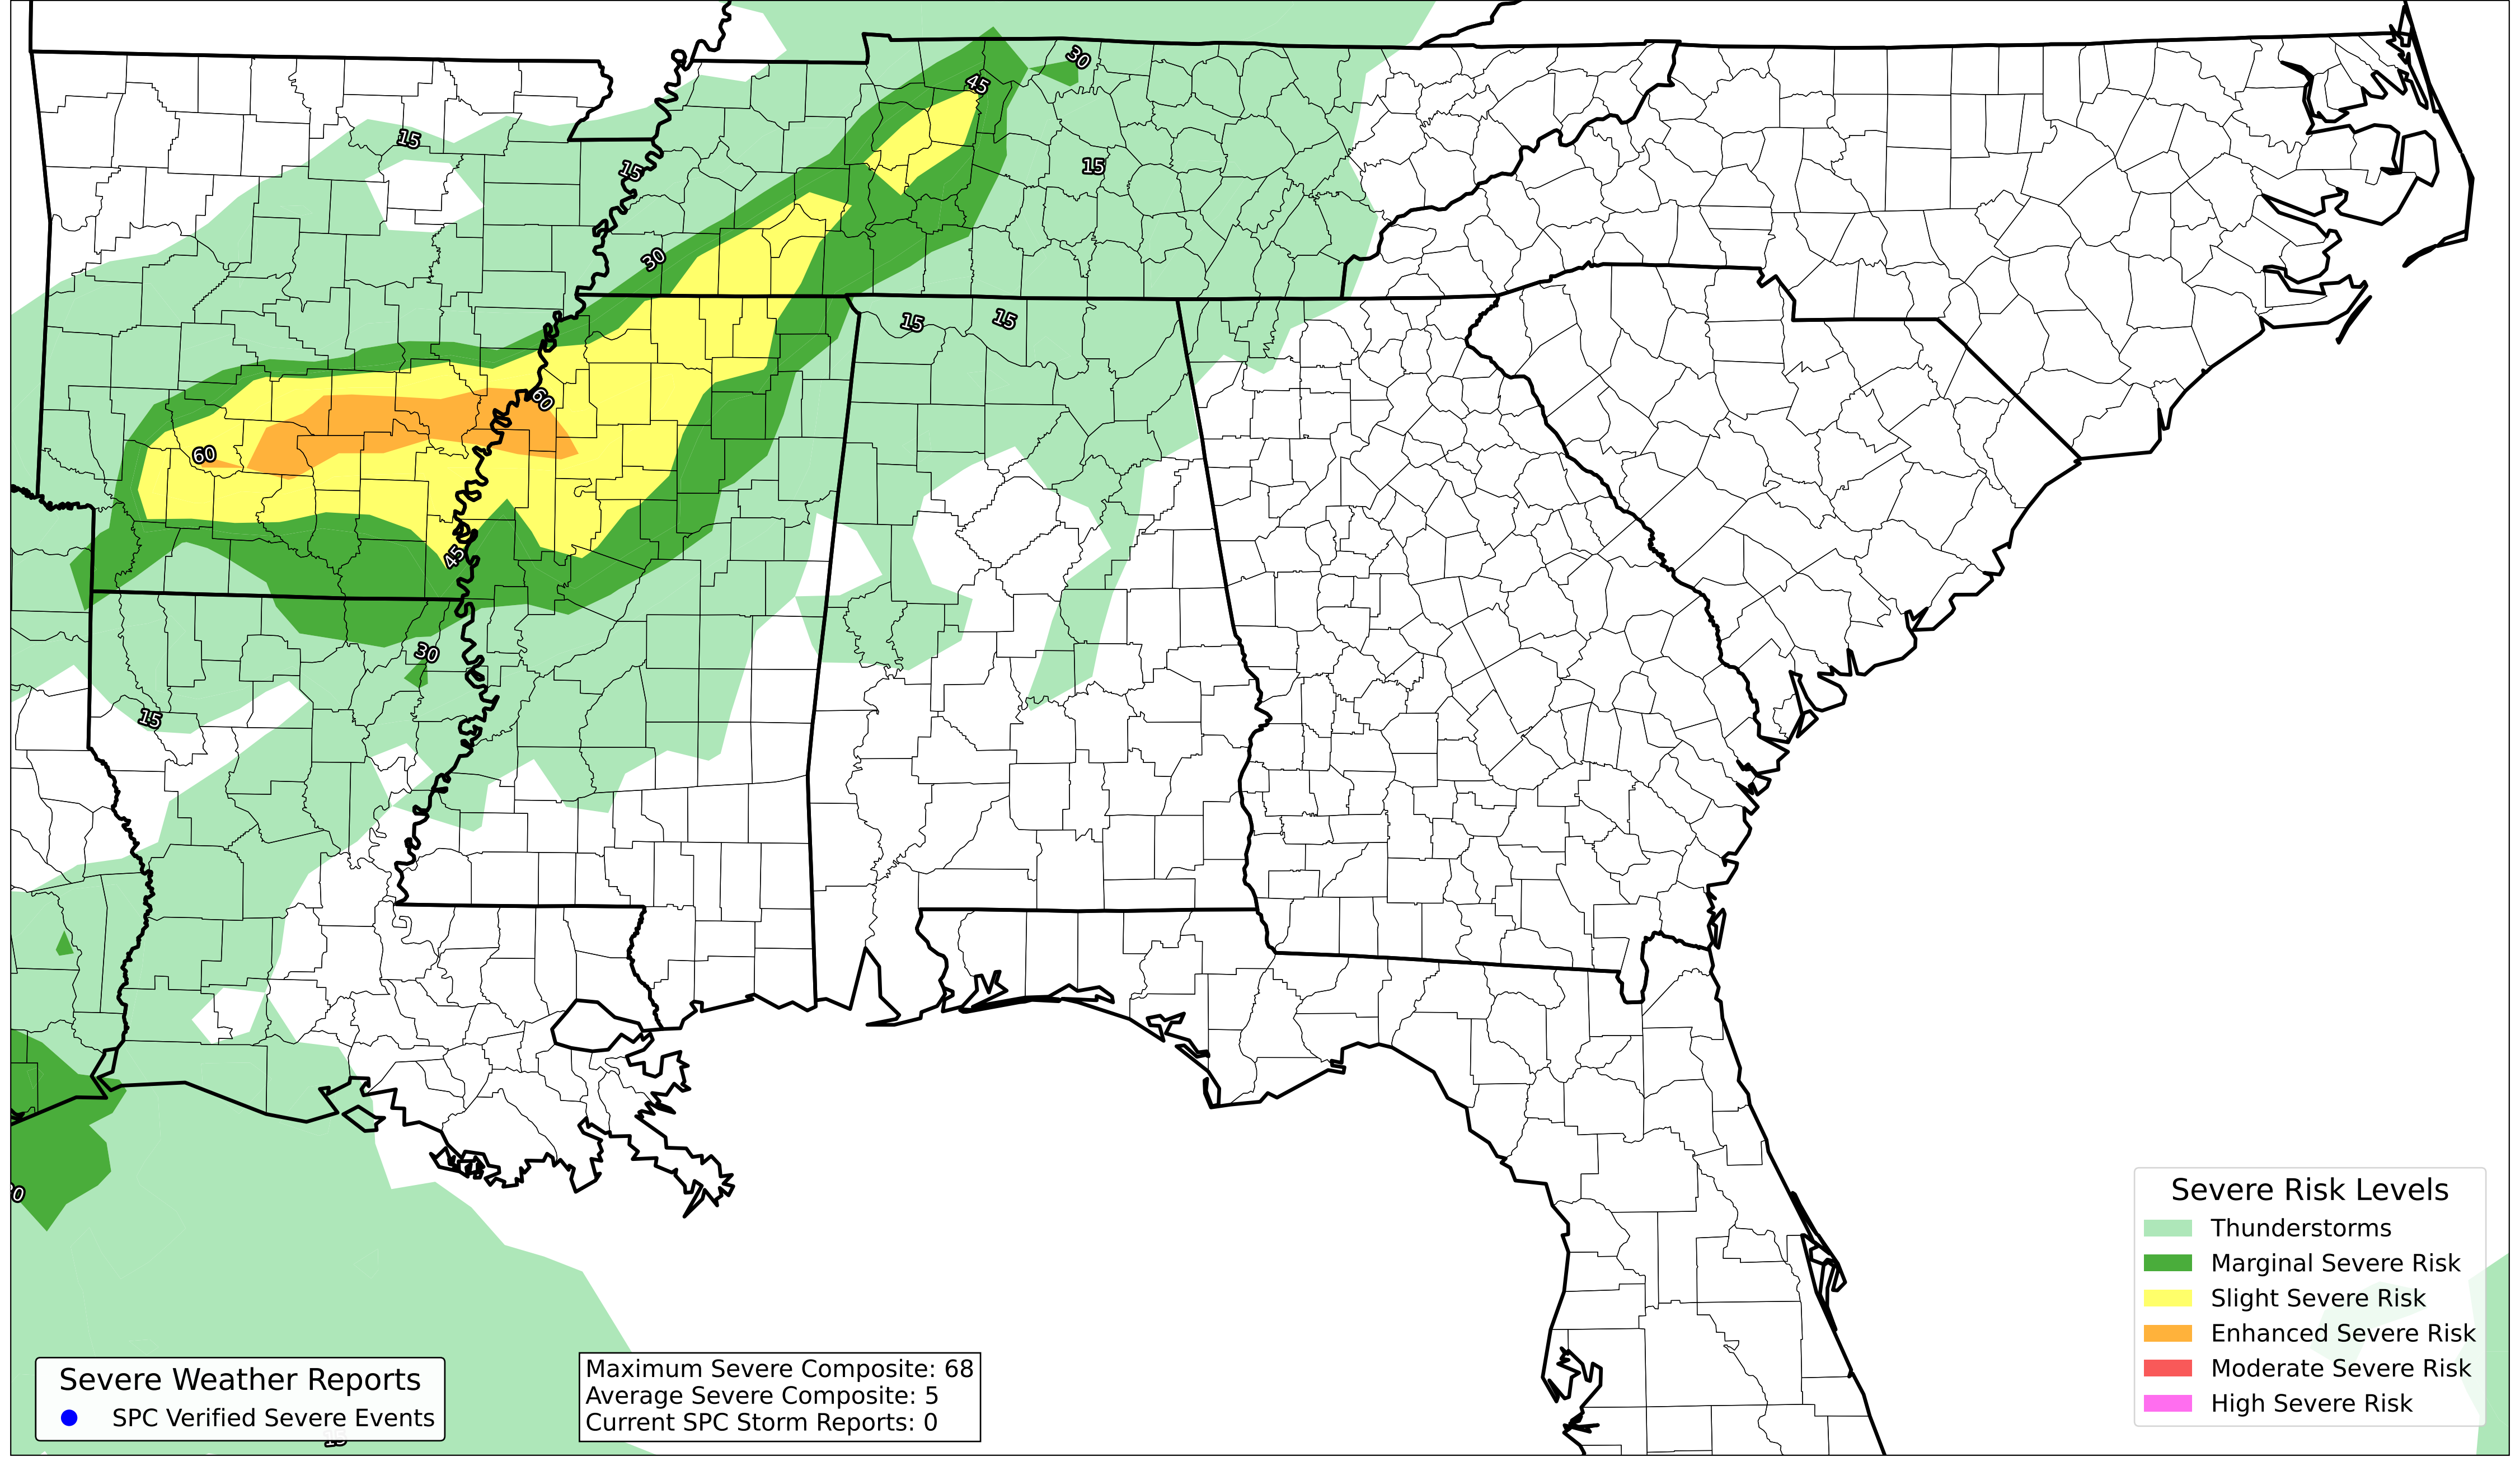 30
45
15
15
15
30
15
15
60
60
45
30
15
Severe Risk Levels
Thunderstorms
Marginal Severe Risk
Slight Severe Risk
Enhanced Severe Risk
Moderate Severe Risk
High Severe Risk
Severe Weather Reports
SPC Verified Severe Events
Maximum Severe Composite: 68
Average Severe Composite: 5
Current SPC Storm Reports: 0